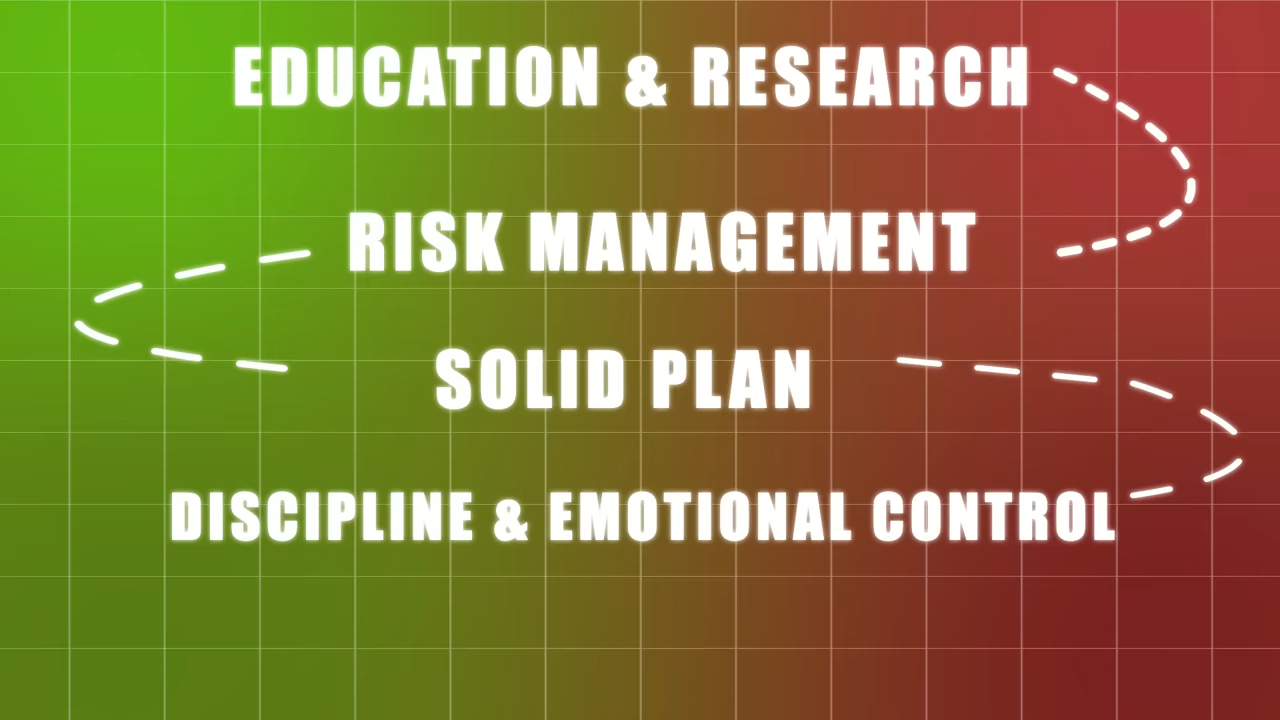 EDUCATION & RESEARCH
RISK MANAGEMENT
SOLID PLAN
DISCIPLINE & EMOTIONAL CONTROL